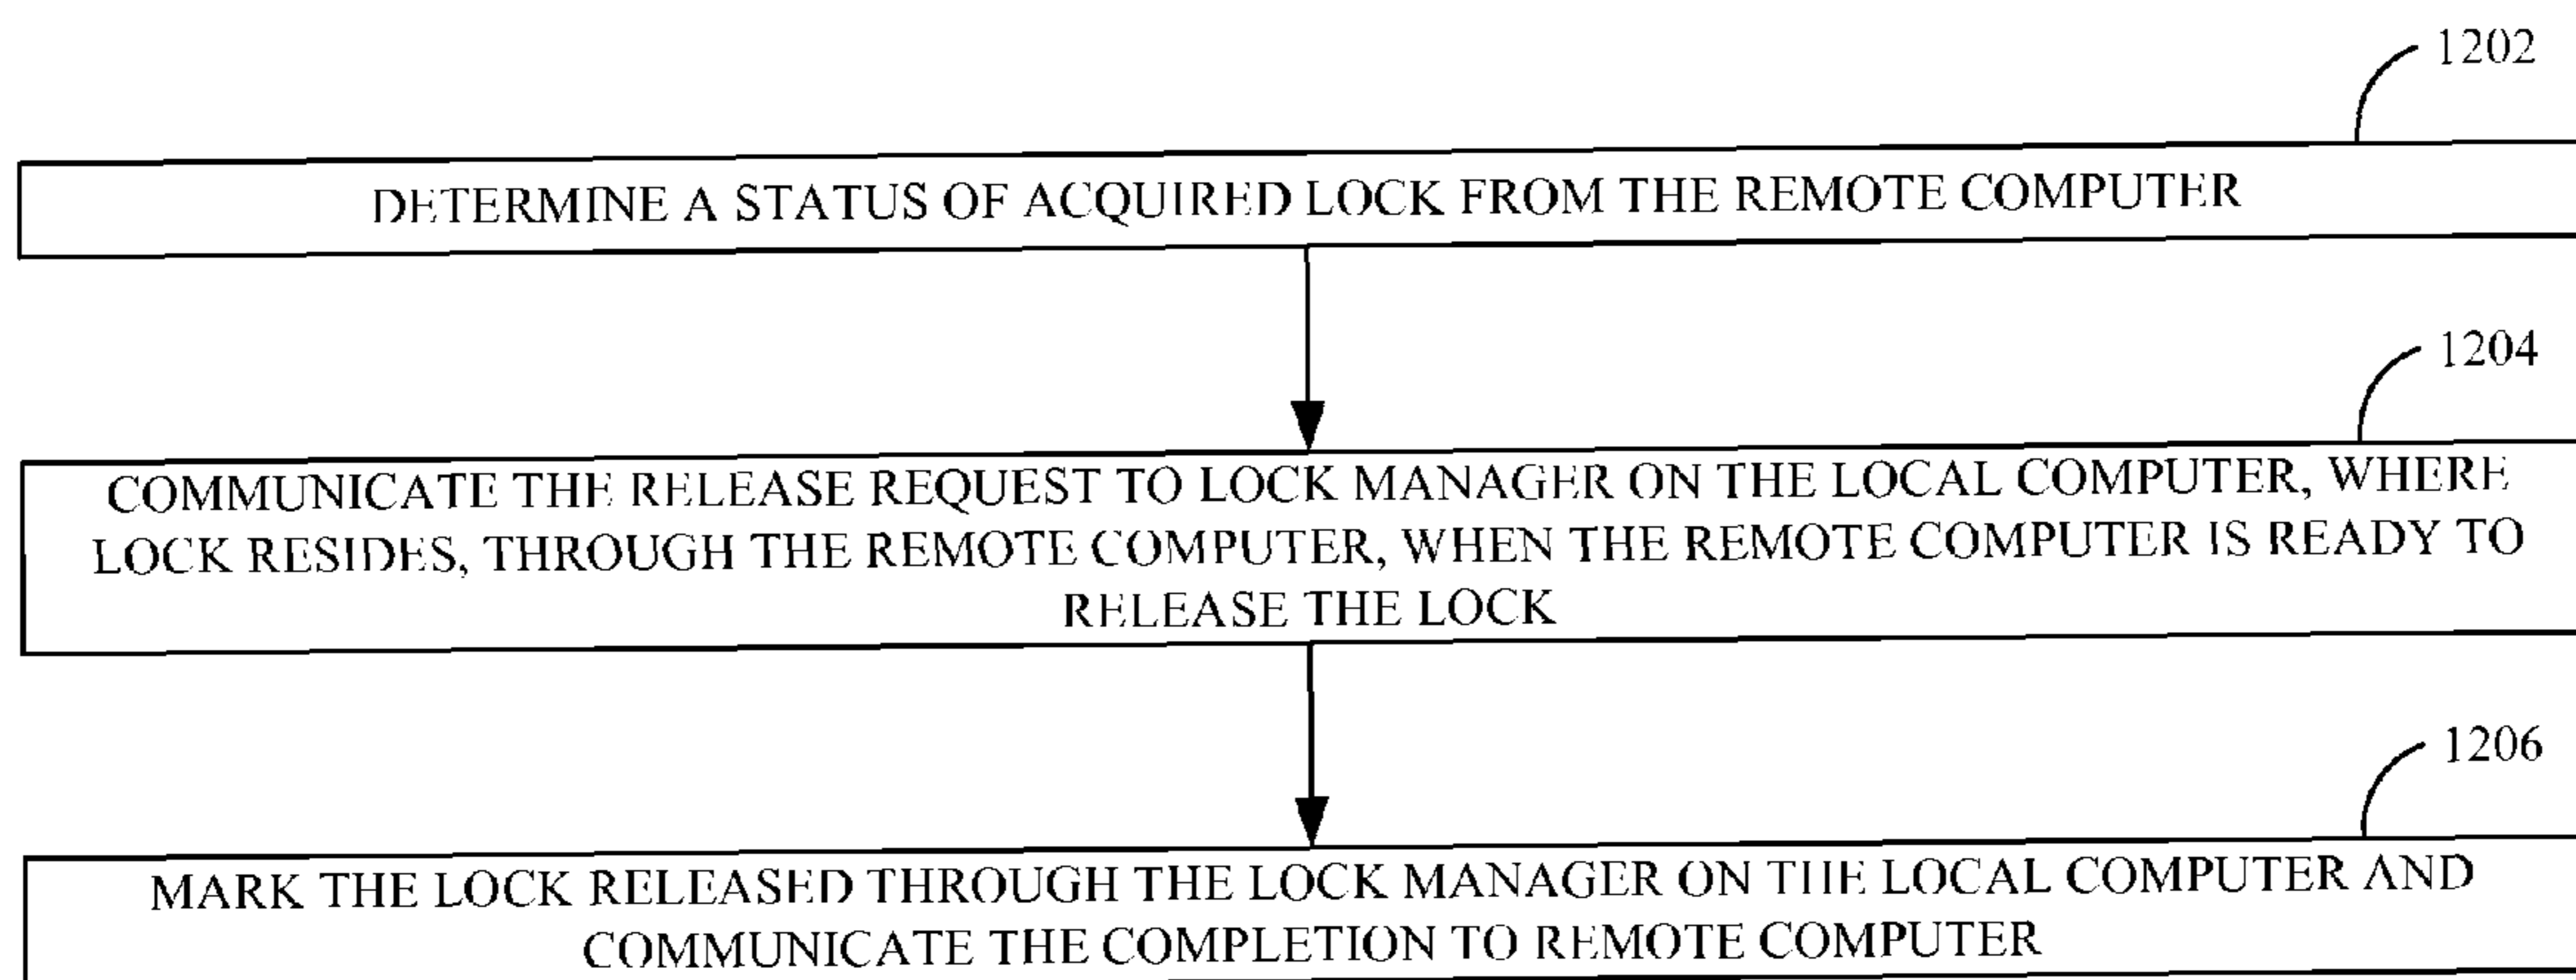 1202
DETERMINE A STATUS OF ACQUIRED LOCK FROM THE REMOTE COMPUTER
1204
COMMUNICATE THE RELEASE REQUEST TO LOCK MANAGER ON THE LOCAL COMPUTER, WHERE
LOCK RESIDES, THROUGH THE REMOTE COMPUTER, WHEN THE REMOTE COMPUTER IS READY TO
RELEASE THE LOCK
1206
MARK THE LOCK RELEASED THROUGH THE LOCK MANAGER ON THE LOCAL COMPUTER AND
COMMUNICATE THE COMPLETION TO REMOTE COMPUTER